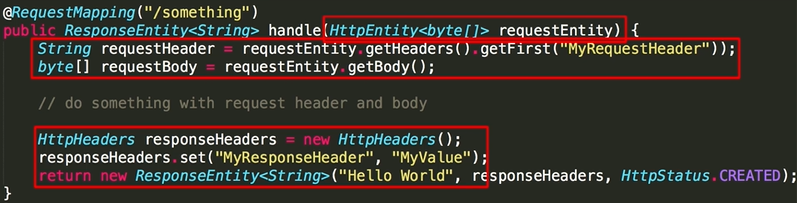 @RequestMapping("/something")
public ResponseEntity<String> handle(HttpEntity<byte[]> requestEntity) {
String requestHeader = requestEntity.getHeaders().getFirst("MyRequestHeader"));
byte[] requestBody = requestEntity.getBody();
// do something with request header and body
HttpHeaders responseHeaders = new HttpHeaders();
responseHeaders.set("MyResponseHeader", "MyValue");
return new ResponseEntity<String>("Hello World", responseHeaders, HttpStatus.CREATED);
}